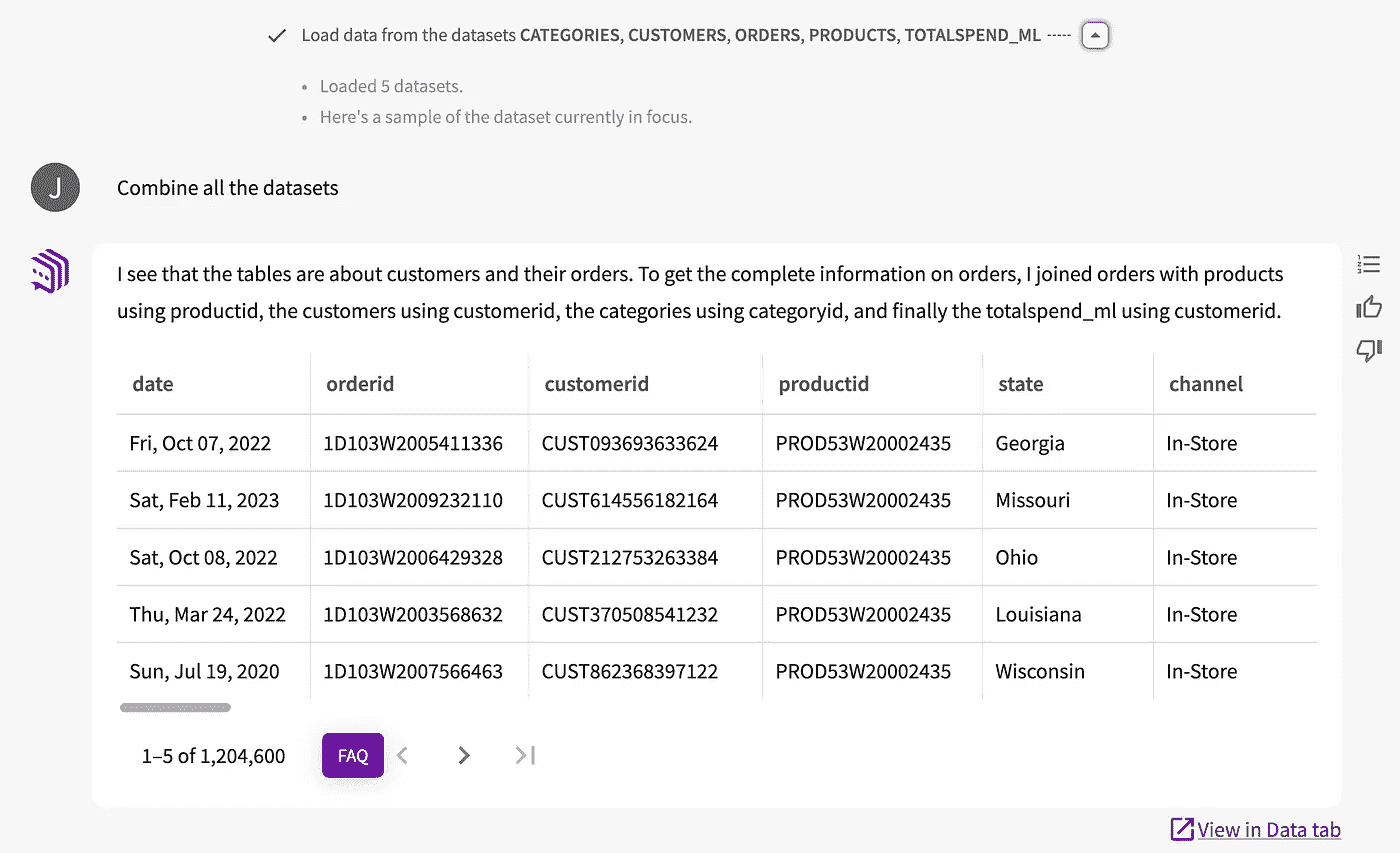 Load data from the datasets CATEGORIES, CUSTOMERS, ORDERS, PRODUCTS, TOTALSPEND_ML -----
• Loaded 5 datasets.
• Here's a sample of the dataset currently in focus.
J Combine all the datasets
I see that the tables are about customers and their orders. To get the complete information on orders, I joined orders with products
using productid, the customers using customerid, the categories using categoryid, and finally the totalspend_ml using customerid.
date orderid customerid productid state channel
Fri, Oct 07, 2022 1D103W2005411336 CUST093693633624 PROD53W20002435 Georgia In-Store
Sat, Feb 11, 2023 1D103W2009232110 CUST614556182164 PROD53W20002435 Missouri In-Store
Sat, Oct 08, 2022 1D103W2006429328 CUST212753263384 PROD53W20002435 Ohio In-Store
Thu, Mar 24, 2022 1D103W2003568632 CUST370508541232 PROD53W20002435 Louisiana In-Store
Sun, Jul 19, 2020 1D103W2007566463 CUST862368397122 PROD53W20002435 Wisconsin In-Store
1–5 of 1,204,600 FAQ
View in Data tab